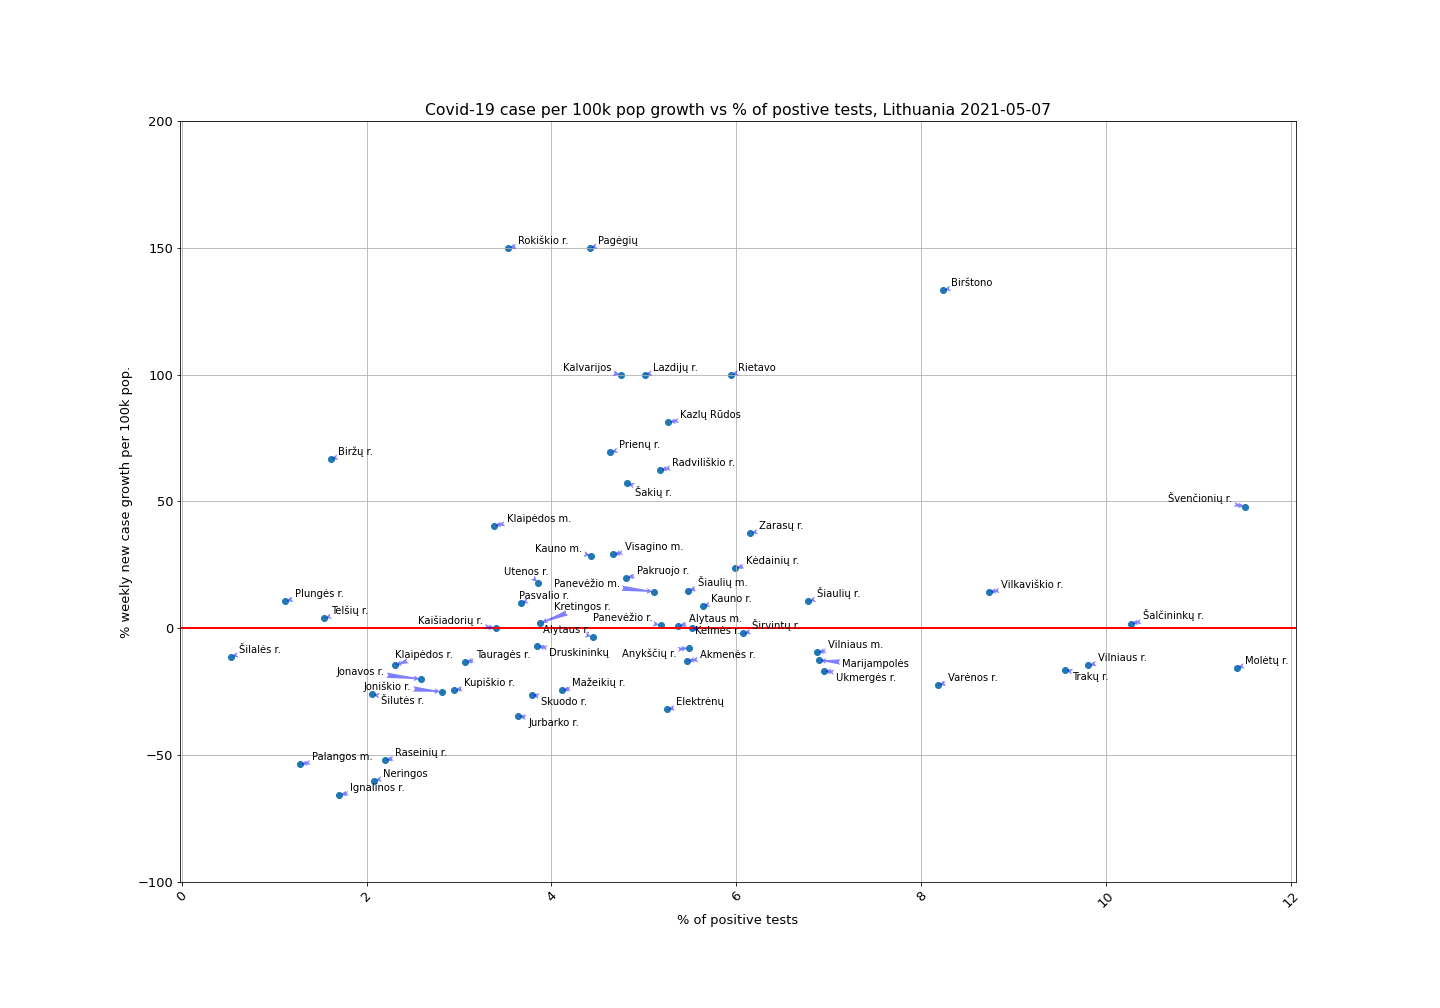 Covid-19 case per 100k pop growth vs % of postive tests, Lithuania 2021-05-07
200
Rokiškio r.
Pagėgių
150
Birštono
Kalvarijos
Lazdijų r.
Rietavo
100
Kazlų Rūdos
Prienų r.
Biržų r.
Radviliškio r.
Šakių r.
Švenčionių r.
50
Klaipėdos m.
Zarasų r.
Kauno m.
Visagino m.
Kėdainių r.
Utenos r.
Pakruojo r.
Panevėžio m.
Šiaulių m.
Vilkaviškio r.
Plungės r.
Pasvalio r.
Šiaulių r.
Kauno r.
Kretingos r.
Telšių r.
Kaišiadorių r.
Panevėžio r.
Alytaus m.
Šalčininkų r.
Širvintų r.
0
Alytaus r.
Kelmės r.
Šilalės r.
Vilniaus m.
Klaipėdos r.
Tauragės r.
Druskininkų
Anykščių r.
Akmenės r.
Vilniaus r.
Molėtų r.
Marijampolės
Jonavos r.
Ukmergės r.
Varėnos r.
Trakų r.
Joniškio r.
Kupiškio r.
Mažeikių r.
Šilutės r.
Skuodo r.
Elektrėnų
Jurbarko r.
−50
Raseinių r.
Palangos m.
Neringos
Ignalinos r.
−100
% weekly new case growth per 100k pop.
0
2
4
6
8
10
12
% of positive tests